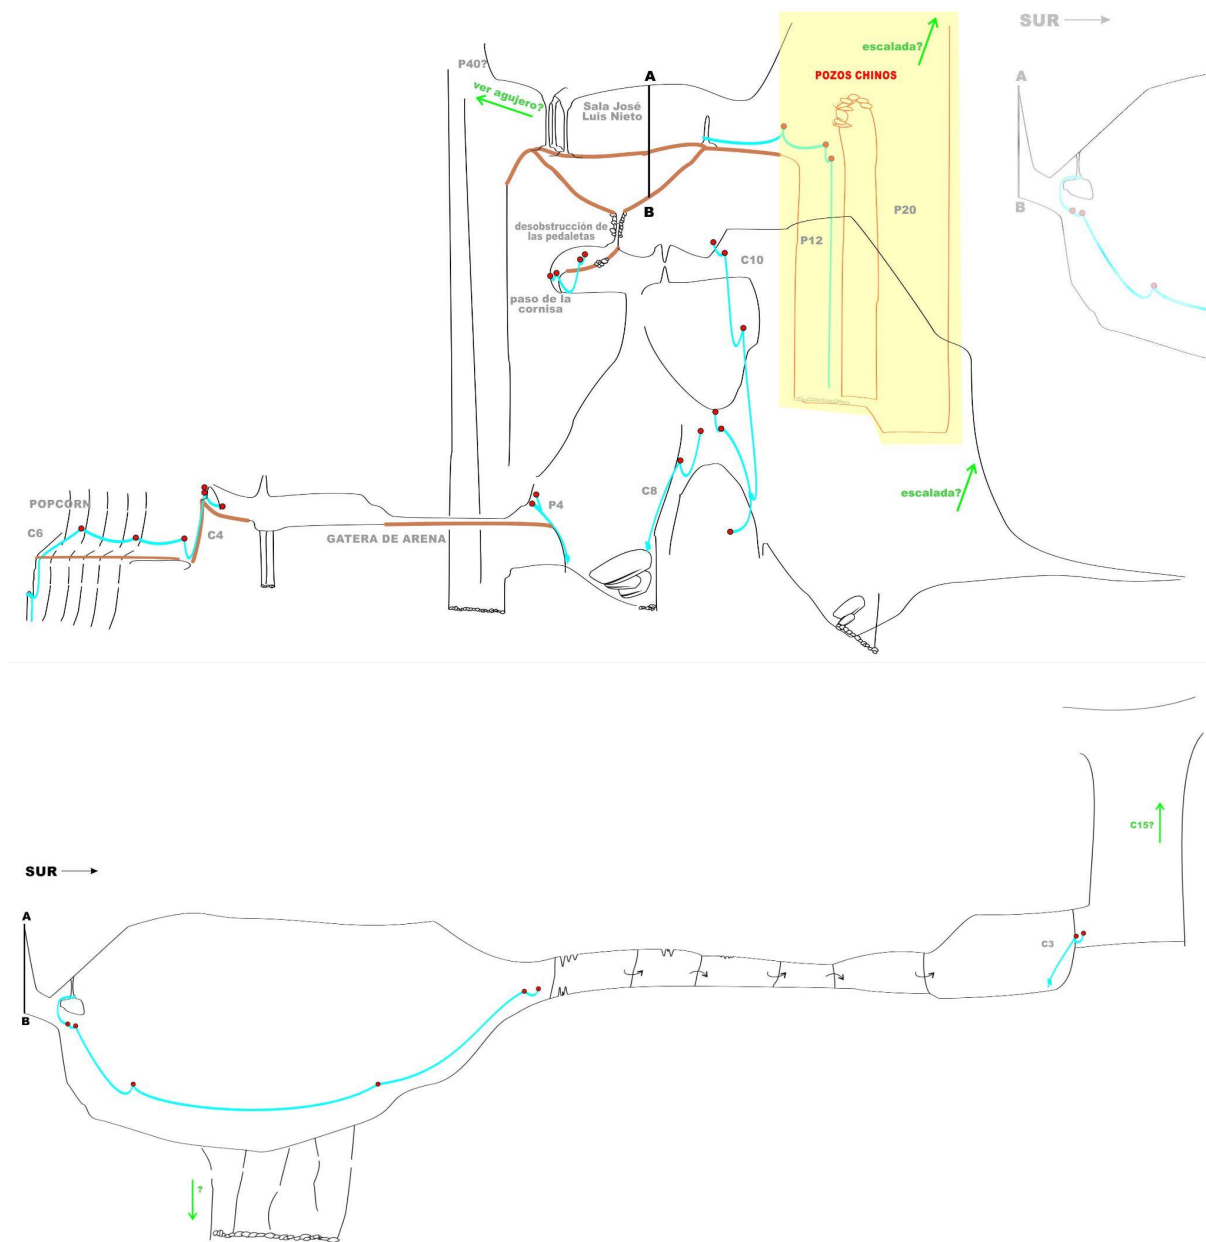 SUR
escalada?
P40?
POZOS CHINOS
A
A
ver agujero?
Sala José
Luis Nieto
B
B
P20
desobstrucción de
las pedaletas
P12
C10
paso de la
cornisa
C8
escalada?
POPCORN
P4
C6
C4
GATERA DE ARENA
C15?
SUR
A
C3
B
?